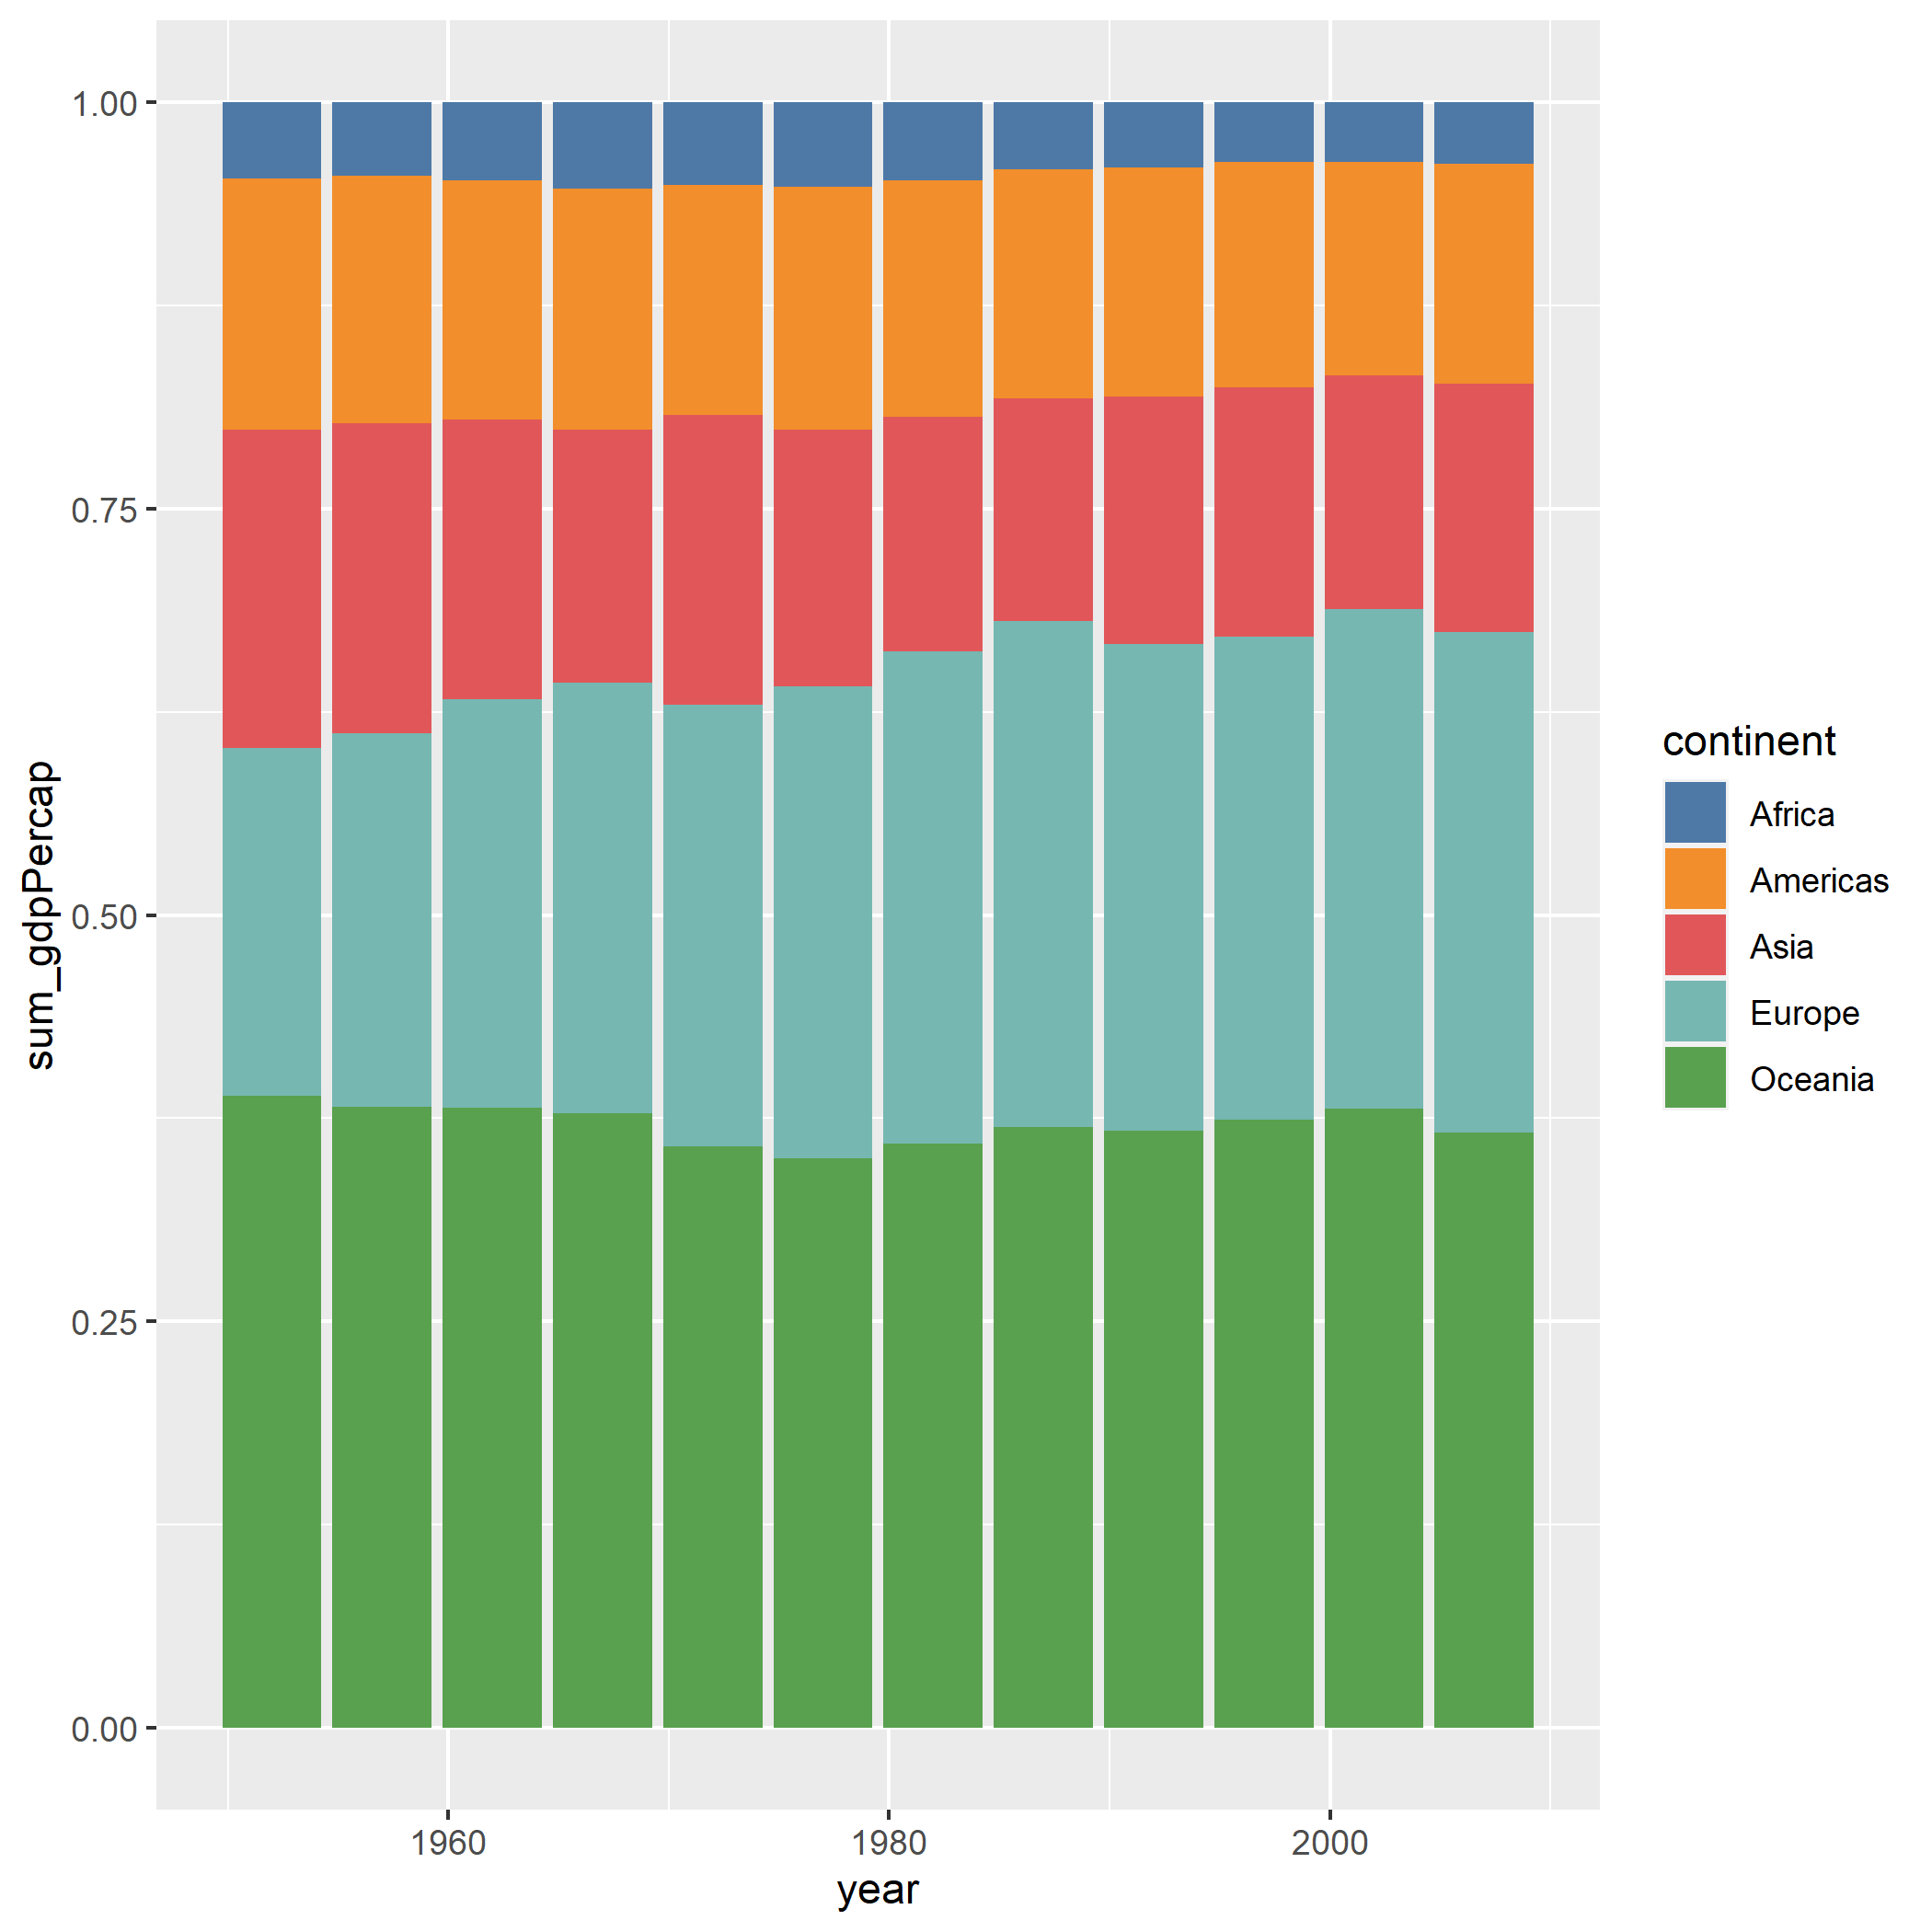 1.00
0.75
0.50
0.25
0.00
sum_gdpPercap
1960
1980
2000
year
continent
Africa
Americas
Asia
Europe
Oceania